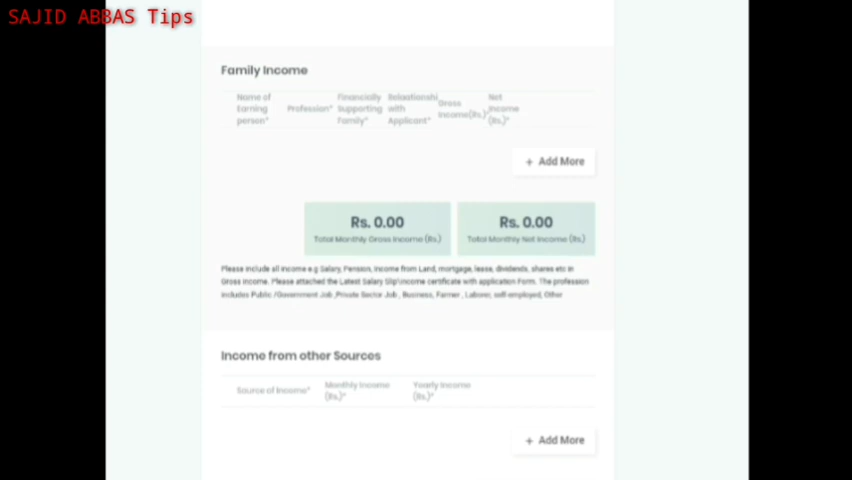 SAJID ABBAS Tips
Family Income
Name of Earning person*
Profession*
Financially Supporting Family*
Relaationshi with Applicant*
Gross Income(Rs.)*
Net Income (Rs.)*
+ Add More
Rs. 0.00
Total Monthly Gross Income (Rs.)
Rs. 0.00
Total Monthly Net Income (Rs.)
Please include all income e.g Salary, Pension, Income from Land, mortgage, lease, dividends, shares etc in
Gross income. Please attached the Latest Salary Slip\income certificate with application Form. The profession
includes Public /Government Job ,Private Sector Job , Business, Farmer , Laborer, self-employed, Other
Income from other Sources
Source of Income*
Monthly Income (Rs.)*
Yearly Income (Rs.)*
+ Add More